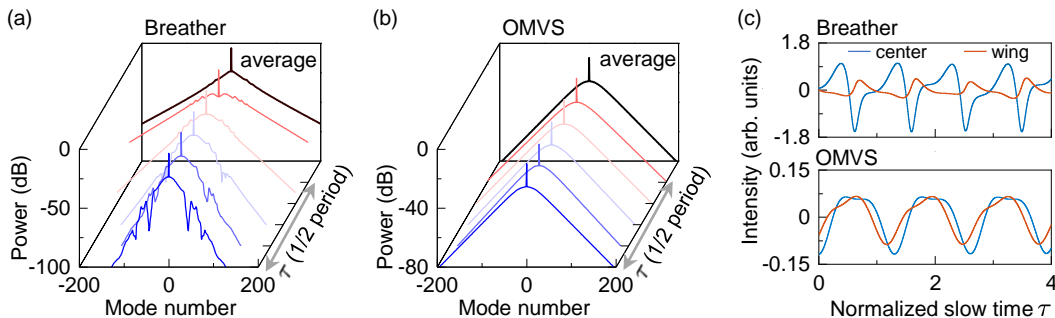 (a)
Breather
average
0
-50
-100
Power (dB)
-200
0
200
Mode number
τ (1/2 period)
(b)
OMVS
average
0
-40
-80
Power (dB)
-200
0
200
Mode number
τ (1/2 period)
(c)
Breather
center
wing
1.8
0
-1.8
OMVS
0.15
0
-0.15
Intensity (arb. units)
0
2
4
Normalized slow time τ